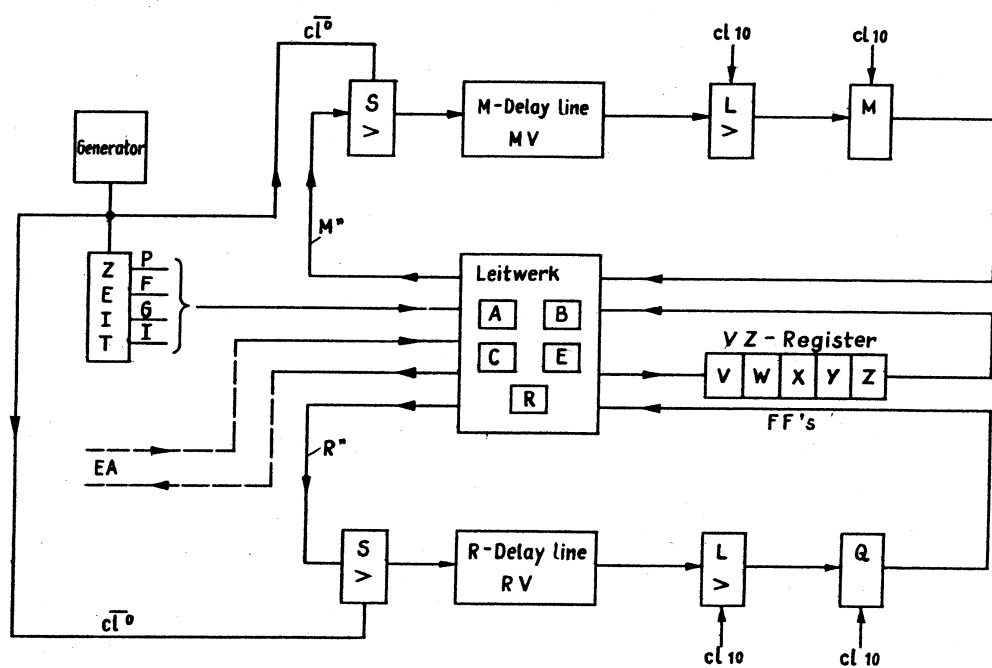 cl̅0̅
cl 10
cl 10
S
>
M-Delay line
MV
L
>
M
Generator
M"
Z
E
I
T
P
F
G
I
Leitwerk
A
B
C
E
R
VZ-Register
V W X Y Z
FF's
EA
R"
S
>
R-Delay line
RV
L
>
Q
cl̅0̅
cl 10
cl 10